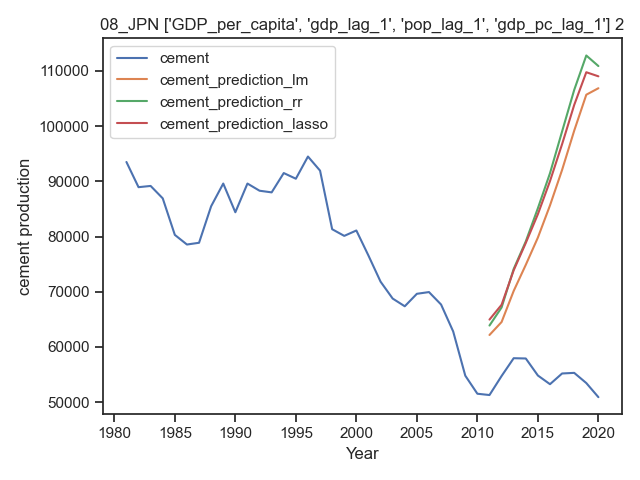 08_JPN ['GDP_per_capita', 'gdp_lag_1', 'pop_lag_1', 'gdp_pc_lag_1'] 2
cement
cement_prediction_lm
cement_prediction_rr
cement_prediction_lasso
cement production
110000
100000
90000
80000
70000
60000
50000
1980 1985 1990 1995 2000 2005 2010 2015 2020
Year